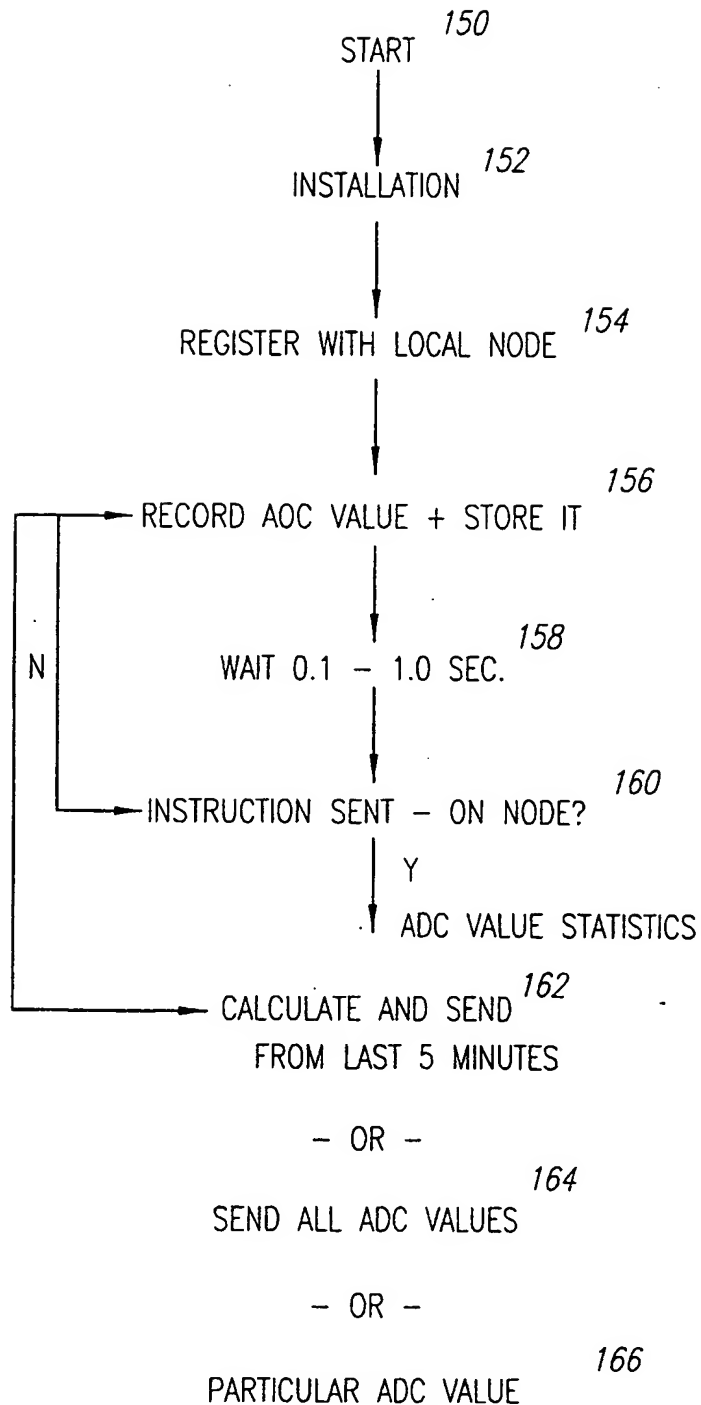 START 150
INSTALLATION 152
REGISTER WITH LOCAL NODE 154
RECORD AOC VALUE + STORE IT 156
N
WAIT 0.1 – 1.0 SEC. 158
INSTRUCTION SENT – ON NODE? 160
Y
ADC VALUE STATISTICS
CALCULATE AND SEND 162
FROM LAST 5 MINUTES
– OR –
SEND ALL ADC VALUES 164
– OR –
PARTICULAR ADC VALUE 166